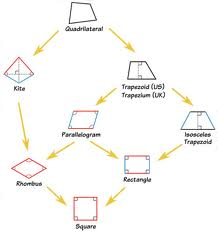 Quadrilateral
Kite
Trapezoid (US)
Trapezium (UK)
Parallelogram
Isosceles
Trapezoid
Rhombus
Rectangle
Square